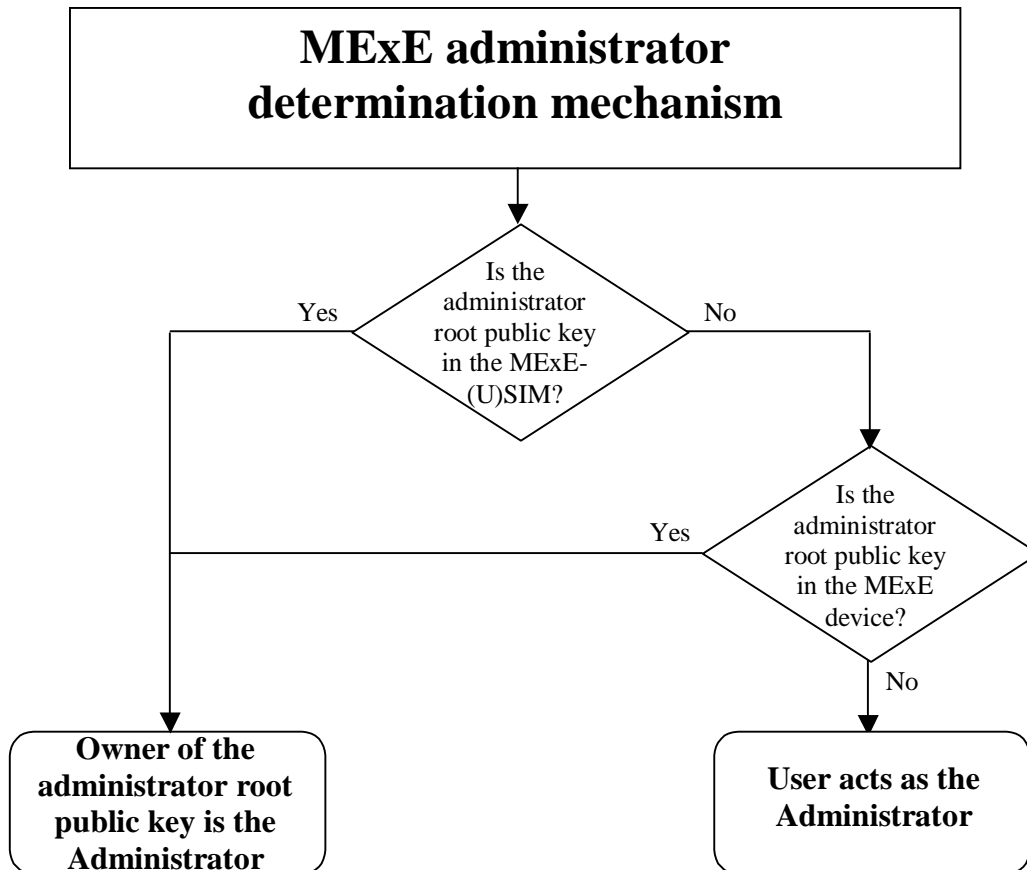 MExE administrator
determination mechanism
Is the
administrator
root public key
in the MExE-
(U)SIM?
Yes
No
Is the
administrator
root public key
in the MExE
device?
Yes
No
Owner of the
administrator root
public key is the
Administrator
User acts as the
Administrator